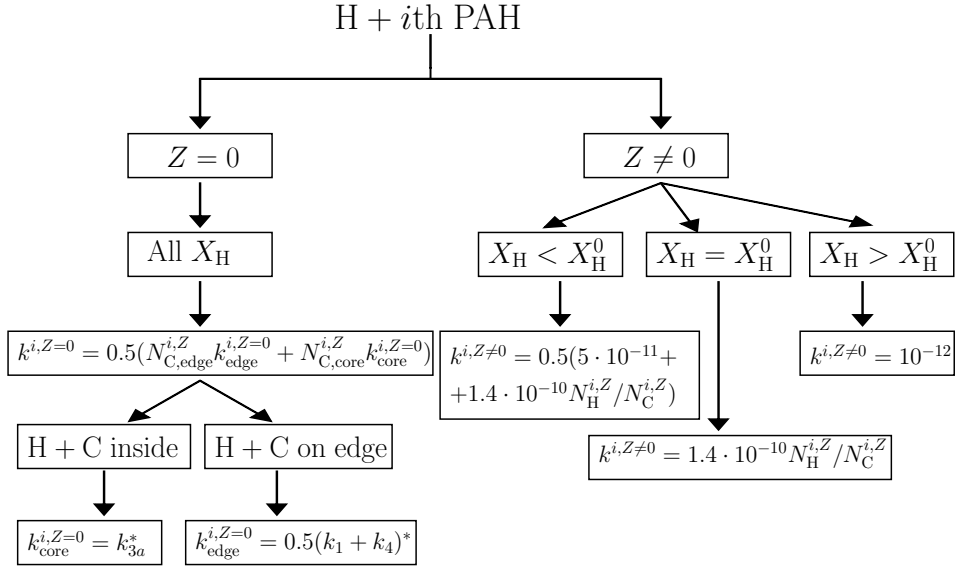 H + ith PAH
Z = 0
Z ≠ 0
All X_H
X_H < X_H^0
X_H = X_H^0
X_H > X_H^0
k^{i,Z=0} = 0.5(N_{C,edge}^{i,Z} k_{edge}^{i,Z=0} + N_{C,core}^{i,Z} k_{core}^{i,Z=0})
k^{i,Z≠0} = 0.5(5 · 10^{-11}+
+1.4 · 10^{-10} N_H^{i,Z}/N_C^{i,Z})
k^{i,Z≠0} = 10^{-12}
H + C inside
H + C on edge
k^{i,Z≠0} = 1.4 · 10^{-10} N_H^{i,Z}/N_C^{i,Z}
k_{core}^{i,Z=0} = k_{3a}^*
k_{edge}^{i,Z=0} = 0.5(k_1 + k_4)^*